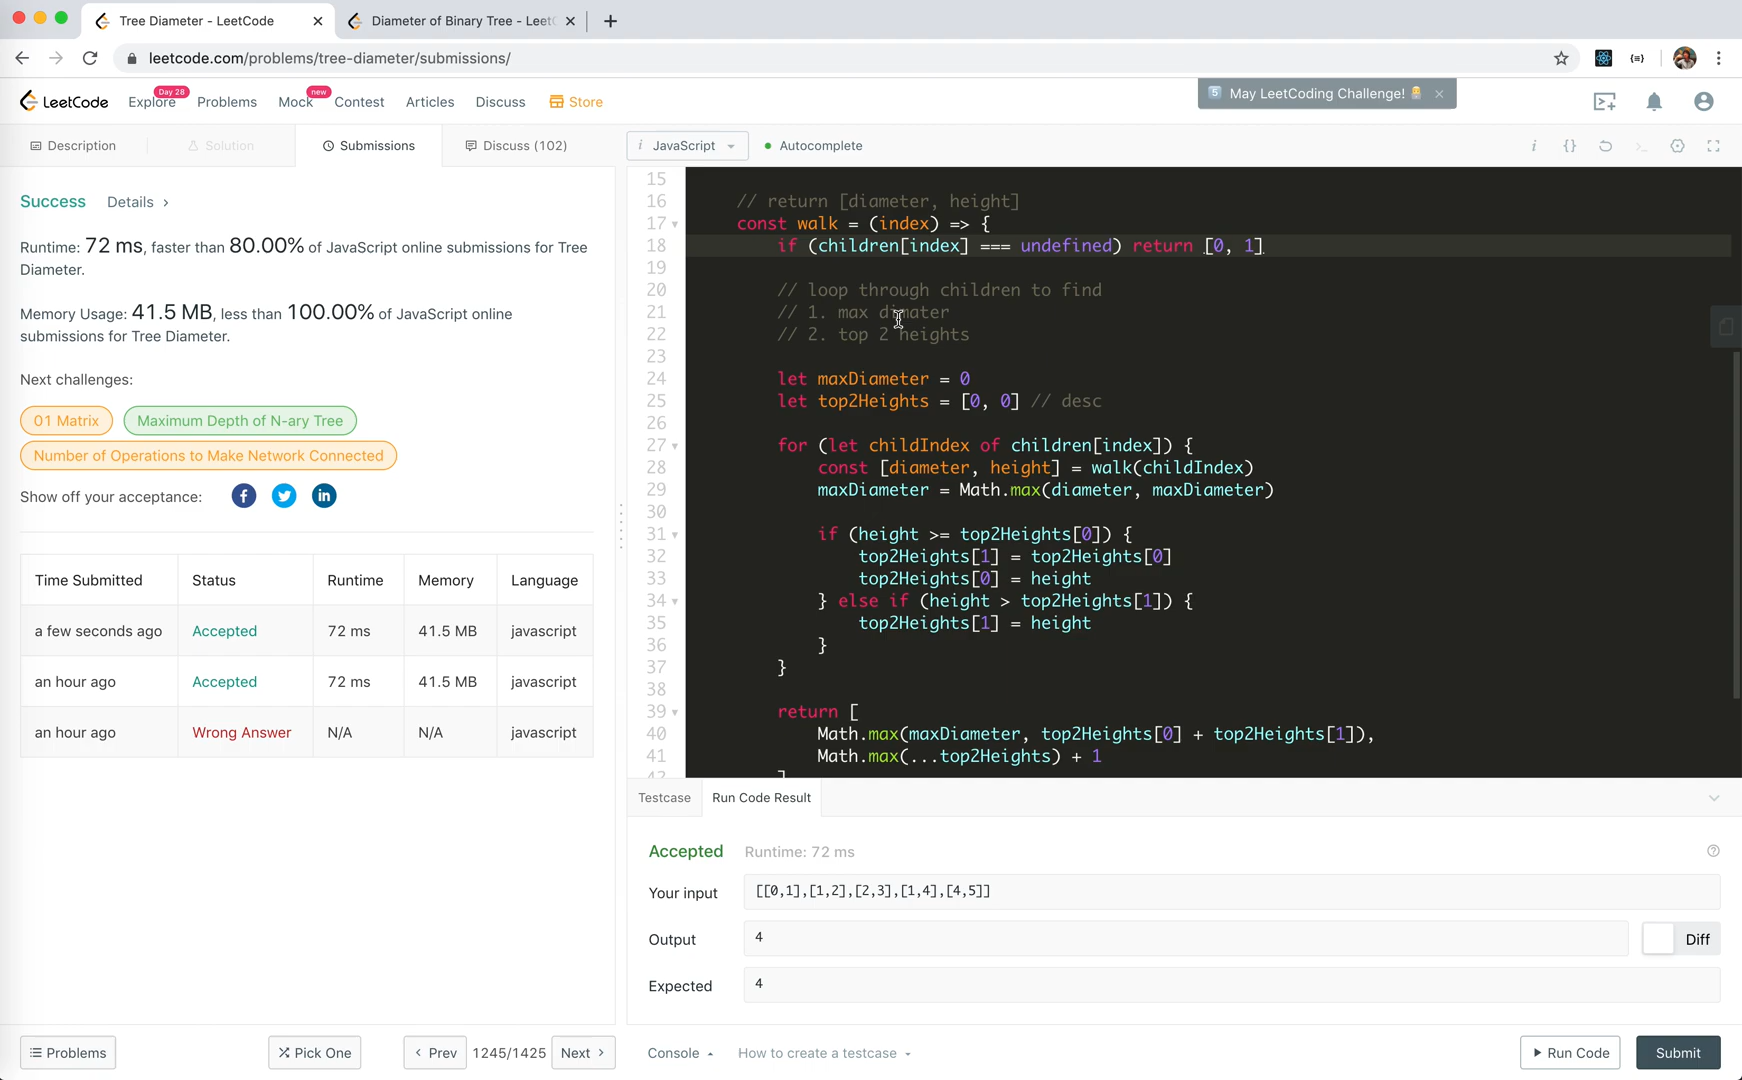 Tree Diameter - LeetCode
Diameter of Binary Tree - Leet
leetcode.com/problems/tree-diameter/submissions/
LeetCode
Explore
Day 28
Problems
Mock
new
Contest
Articles
Discuss
Store
5 May LeetCoding Challenge!
Description
Solution
Submissions
Discuss (102)
i JavaScript
Autocomplete
Success
Details
Runtime: 72 ms, faster than 80.00% of JavaScript online submissions for Tree
Diameter.
Memory Usage: 41.5 MB, less than 100.00% of JavaScript online
submissions for Tree Diameter.
Next challenges:
01 Matrix
Maximum Depth of N-ary Tree
Number of Operations to Make Network Connected
Show off your acceptance:
Time Submitted Status Runtime Memory Language
a few seconds ago Accepted 72 ms 41.5 MB javascript
an hour ago Accepted 72 ms 41.5 MB javascript
an hour ago Wrong Answer N/A N/A javascript
15
16 // return [diameter, height]
17 const walk = (index) => {
18 if (children[index] === undefined) return [0, 1]
19
20 // loop through children to find
21 // 1. max dimater
22 // 2. top 2 heights
23
24 let maxDiameter = 0
25 let top2Heights = [0, 0] // desc
26
27 for (let childIndex of children[index]) {
28 const [diameter, height] = walk(childIndex)
29 maxDiameter = Math.max(diameter, maxDiameter)
30
31 if (height >= top2Heights[0]) {
32 top2Heights[1] = top2Heights[0]
33 top2Heights[0] = height
34 } else if (height > top2Heights[1]) {
35 top2Heights[1] = height
36 }
37 }
38
39 return [
40 Math.max(maxDiameter, top2Heights[0] + top2Heights[1]),
41 Math.max(...top2Heights) + 1
42 ]
Testcase
Run Code Result
Accepted
Runtime: 72 ms
Your input
[[0,1],[1,2],[2,3],[1,4],[4,5]]
Output
4
Diff
Expected
4
Problems
Pick One
Prev
1245/1425
Next
Console
How to create a testcase
Run Code
Submit